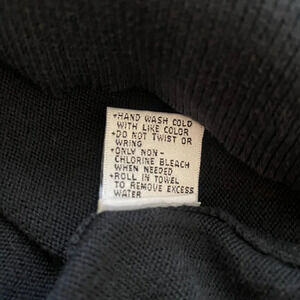 +HAND WASH COLD
WITH LIKE COLOR
+DO NOT TWIST OR
WRING
+ONLY NON-
CHLORINE BLEACH
WHEN NEEDED
+ROLL IN TOWEL
TO REMOVE EXCESS
WATER